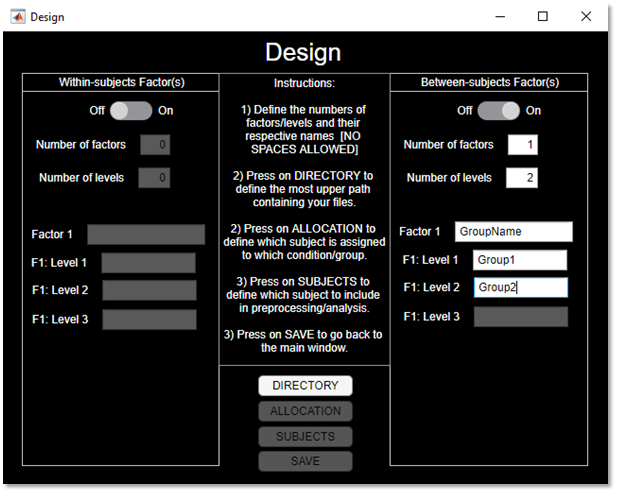 Design
Design
Within-subjects Factor(s)
Off On
Number of factors 0
Number of levels 0
Factor 1
F1: Level 1
F1: Level 2
F1: Level 3
Instructions:
1) Define the numbers of
factors/levels and their
respective names [NO
SPACES ALLOWED]
2) Press on DIRECTORY to
define the most upper path
containing your files.
2) Press on ALLOCATION to
define which subject is assigned
to which condition/group.
3) Press on SUBJECTS to
define which subject to include
in preprocessing/analysis.
3) Press on SAVE to go back to
the main window.
DIRECTORY
ALLOCATION
SUBJECTS
SAVE
Between-subjects Factor(s)
Off On
Number of factors 1
Number of levels 2
Factor 1 GroupName
F1: Level 1 Group1
F1: Level 2 Group2
F1: Level 3